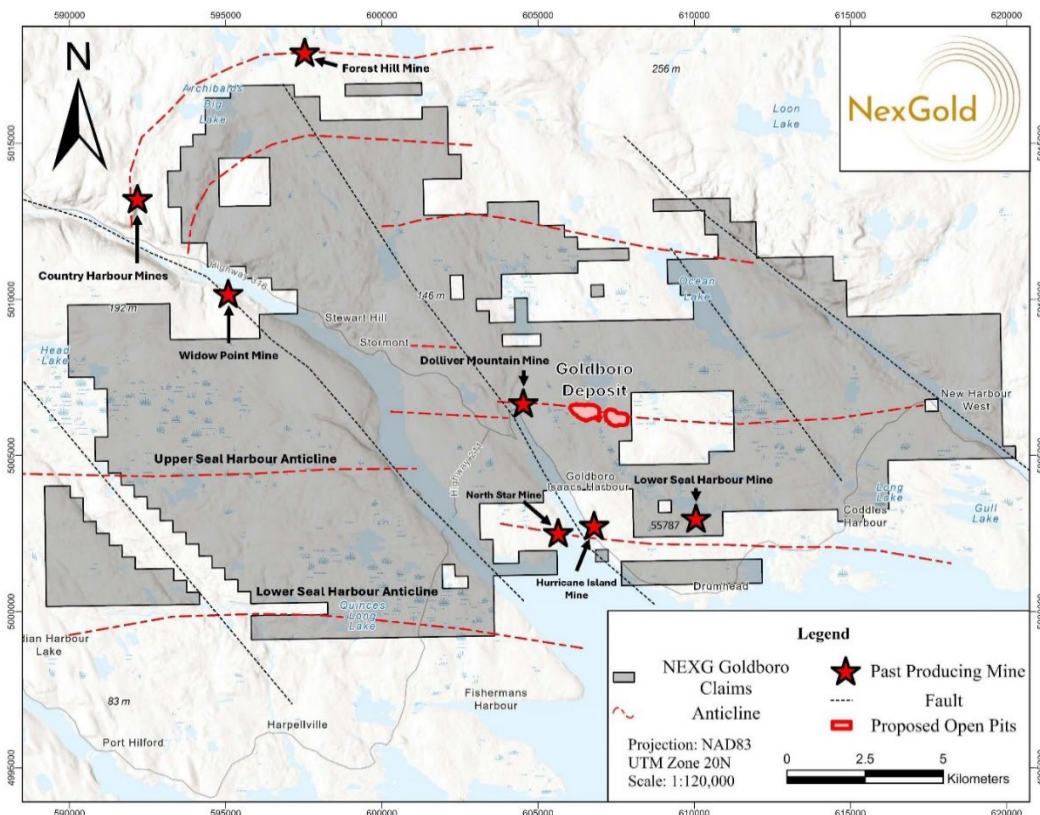 590000 595000 600000 605000 610000 615000 620000
N
Forest Hill Mine
256 m
Archibalds
Big
Lake
Loon
Lake
NexGold
5015000
5015000
Country Harbour Mines
Highway 316
192 m
146 m
Ocean
Lake
5010000
5010000
Widow Point Mine
Stewart Hill
Stormont
Head
Lake
Dolliver Mountain Mine
Goldboro
Deposit
New Harbour
West
5005000
5005000
Upper Seal Harbour Anticline
Highway
Goldboro
Isaacs Harbour
Lower Seal Harbour Mine
North Star Mine
55787
Long
Lake
Coddles
Harbour
Gull
Lake
Hurricane Island
Mine
Drumhead
Lower Seal Harbour Anticline
Quinces
Long
Lake
5000000
dian Harbour
Lake
83 m
Fishermans
Harbour
Harpellville
Port Hilford
4995000
Legend
NEXG Goldboro
Claims
Past Producing Mine
Anticline
Fault
Proposed Open Pits
Projection: NAD83
UTM Zone 20N
Scale: 1:120,000
0 2.5 5
Kilometers
590000 595000 600000 605000 610000 615000 620000